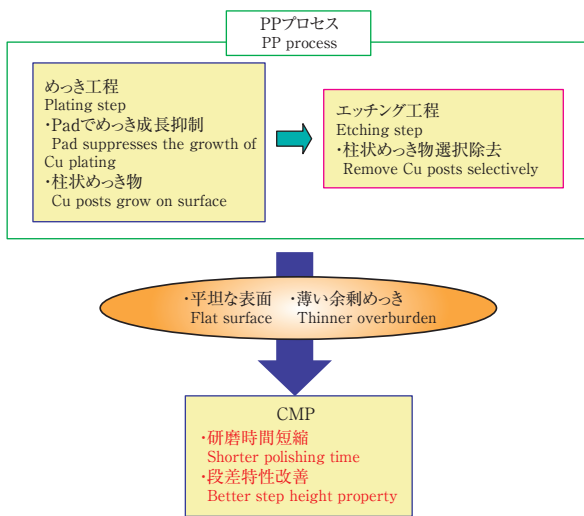 PPプロセス
PP process
めっき工程
Plating step
・Padでめっき成長抑制
Pad suppresses the growth of
Cu plating
・柱状めっき物
Cu posts grow on surface
エッチング工程
Etching step
・柱状めっき物選択除去
Remove Cu posts selectively
・平坦な表面 ・薄い余剰めっき
Flat surface Thinner overburden
CMP
・研磨時間短縮
Shorter polishing time
・段差特性改善
Better step height property